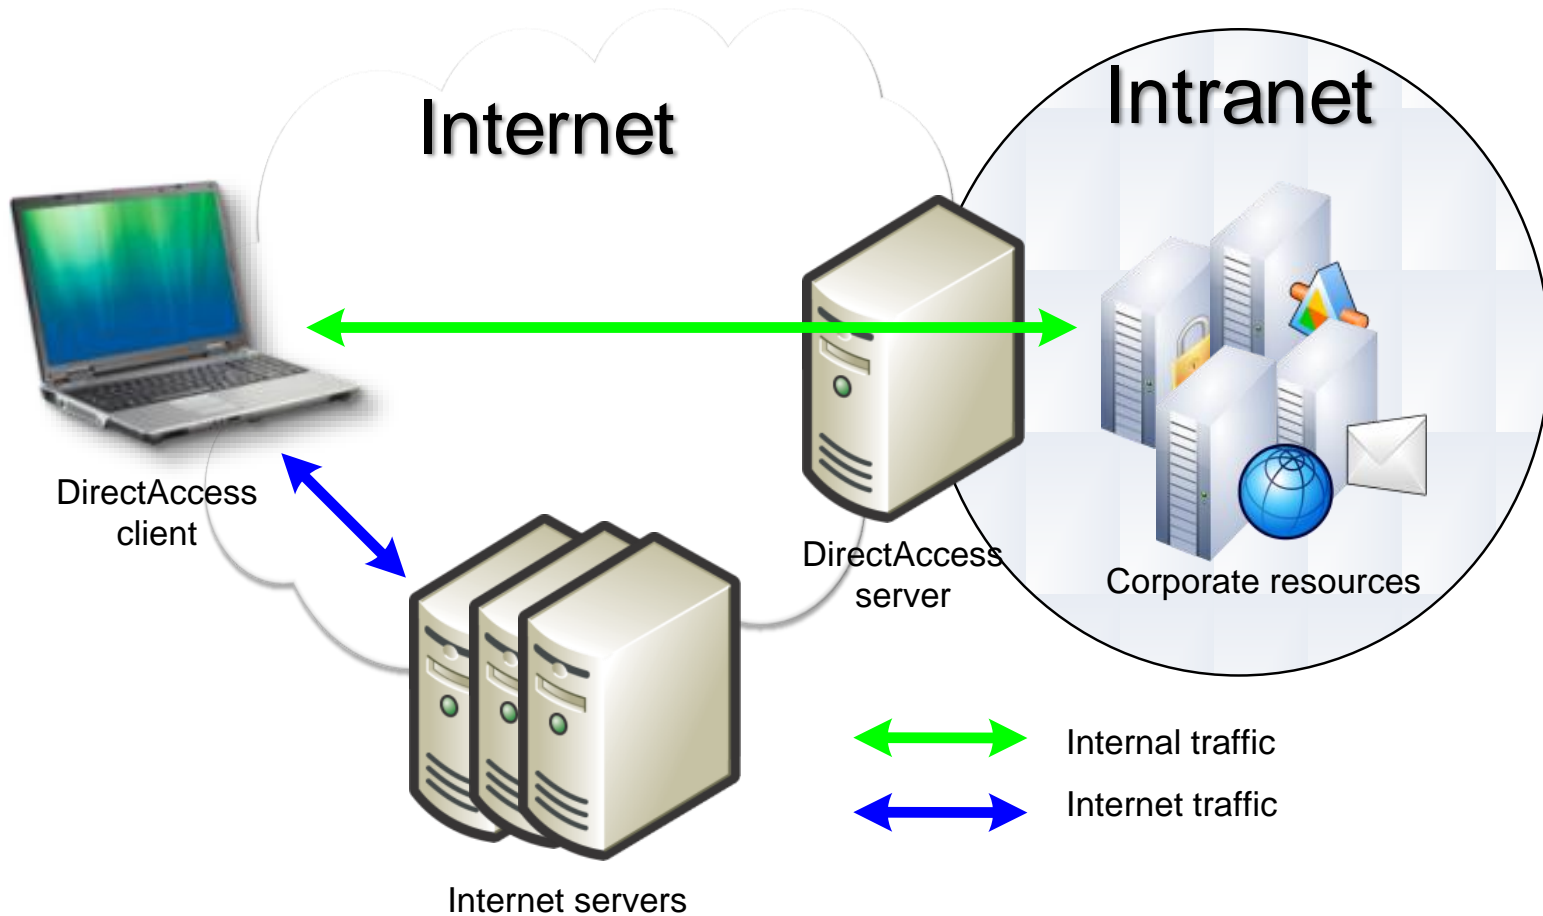 Internet
Intranet
DirectAccess
client
DirectAccess
server
Corporate resources
Internal traffic
Internet traffic
Internet servers